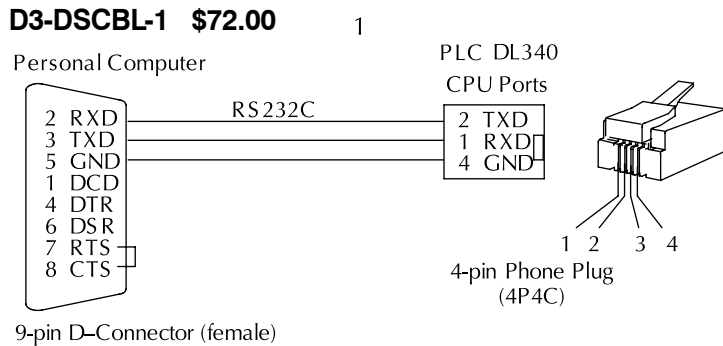 D3-DSCBL-1 $72.00
1
Personal Computer
PLC DL340
CPU Ports
RS232C
2 RXD
3 TXD
5 GND
1 DCD
4 DTR
6 DSR
7 RTS
8 CTS
2 TXD
1 RXD
4 GND
1 2 3 4
4-pin Phone Plug
(4P4C)
9-pin D–Connector (female)